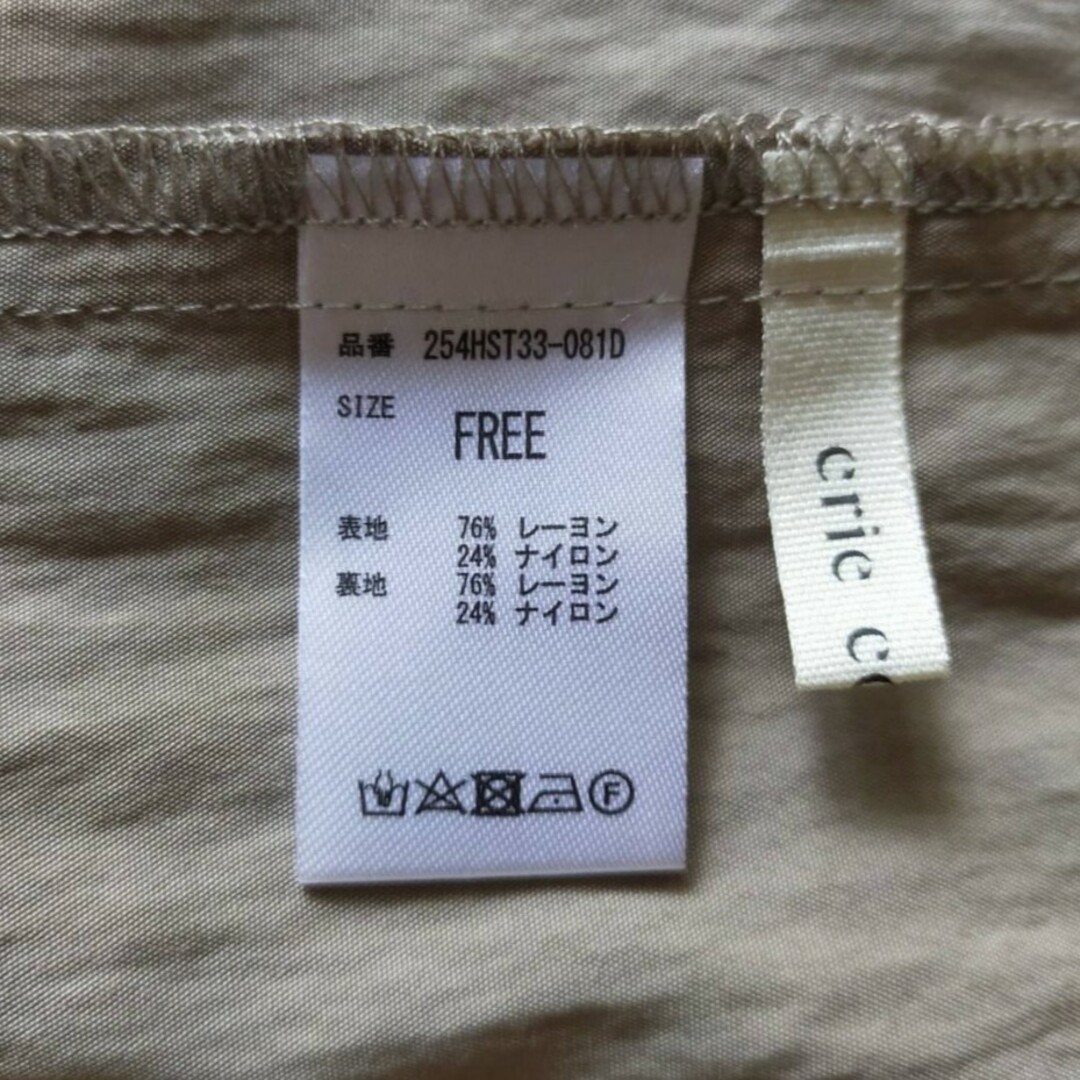 品番 254HST33-081D
SIZE FREE
表地 76% レーヨン
24% ナイロン
裏地 76% レーヨン
24% ナイロン
F
crie